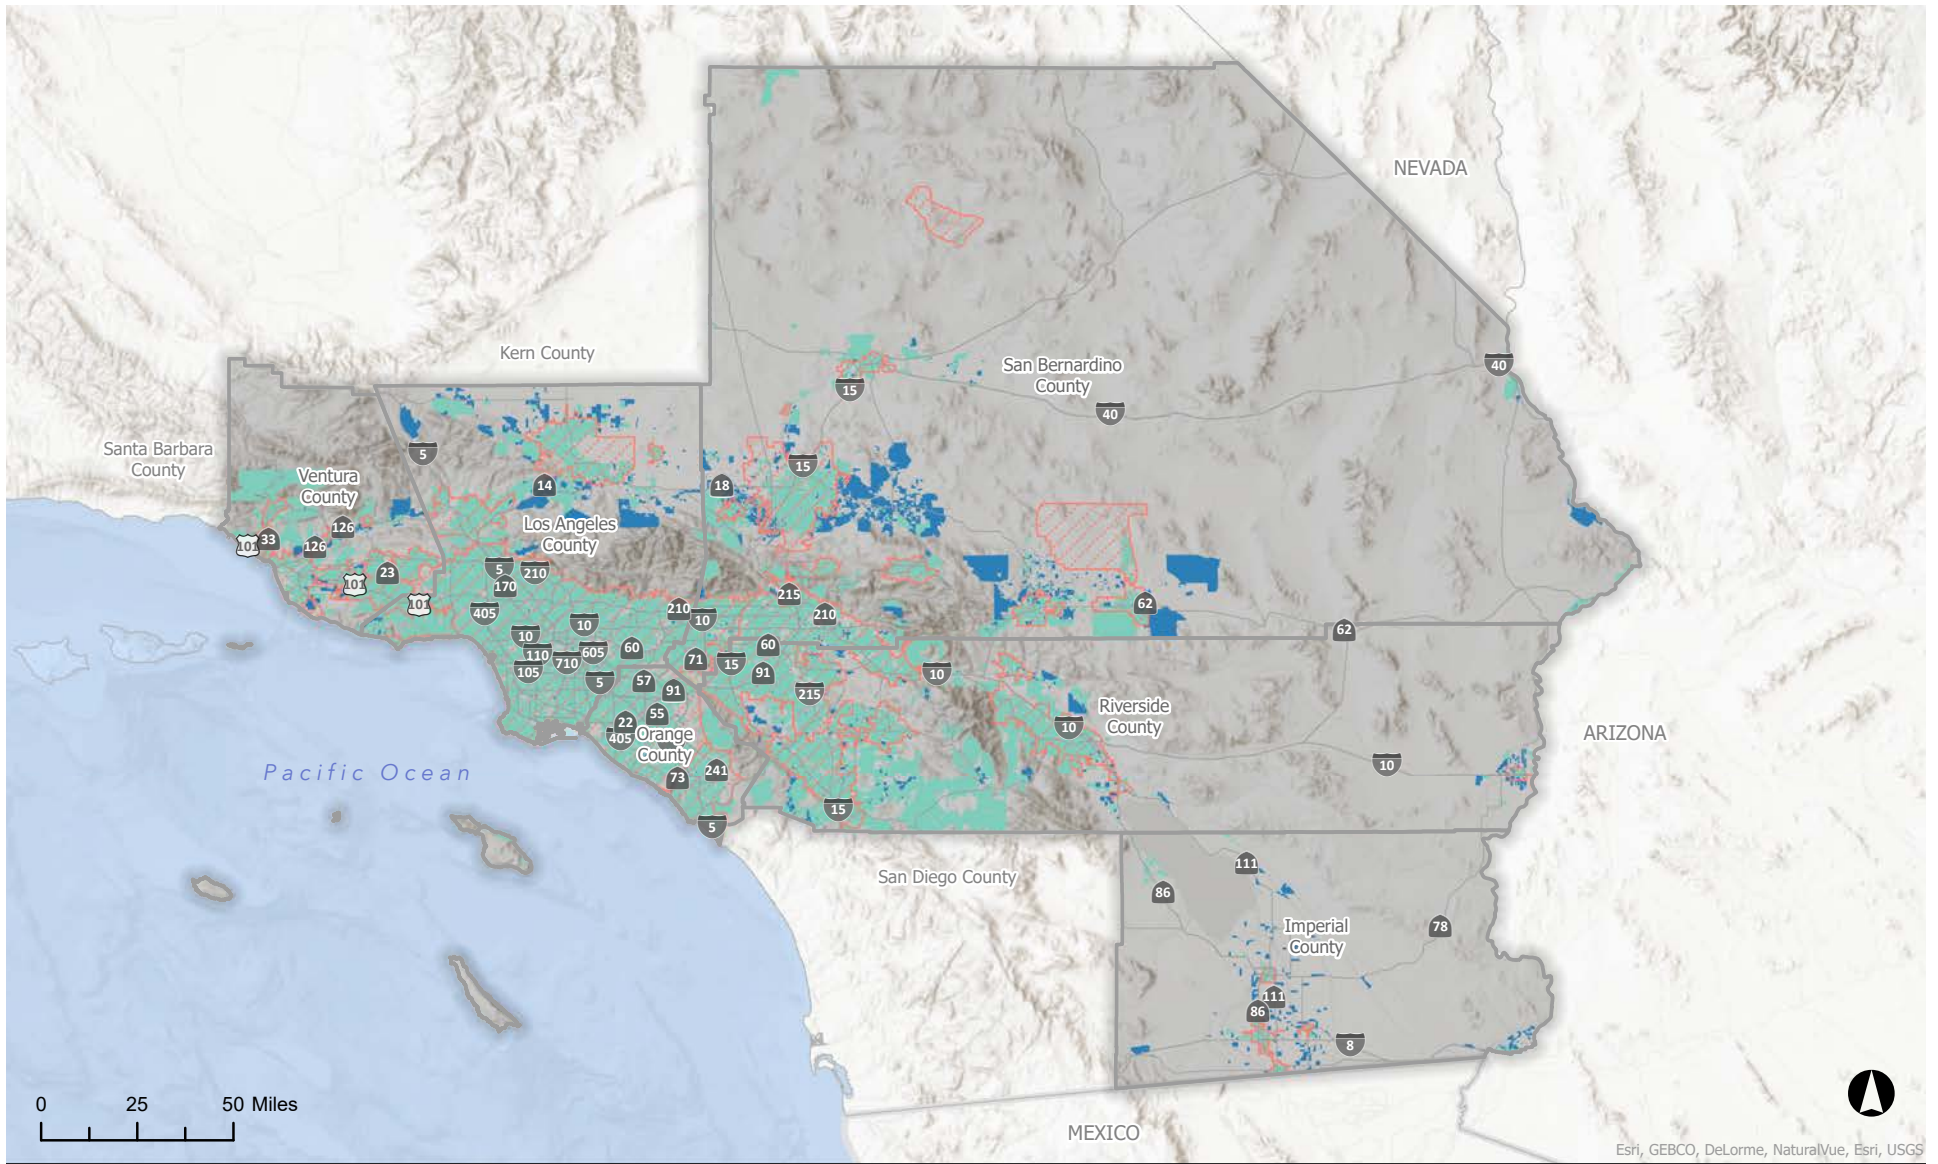 NEVADA
Kern County
San Bernardino
County
40
15
40
Santa Barbara
County
5
Ventura
County
14
18
15
Los Angeles
County
126
101
33
126
23
5
210
170
101
101
215
62
405
210
10
210
10
10
62
110
710
605
60
71
15
60
105
91
10
5
57
91
215
22
55
405
Orange
County
Riverside
County
10
ARIZONA
Pacific Ocean
73
241
10
15
5
San Diego County
111
86
Imperial
County
78
111
86
8
0 25 50 Miles
MEXICO
Esri, GEBCO, DeLorme, NaturalVue, Esri, USGS